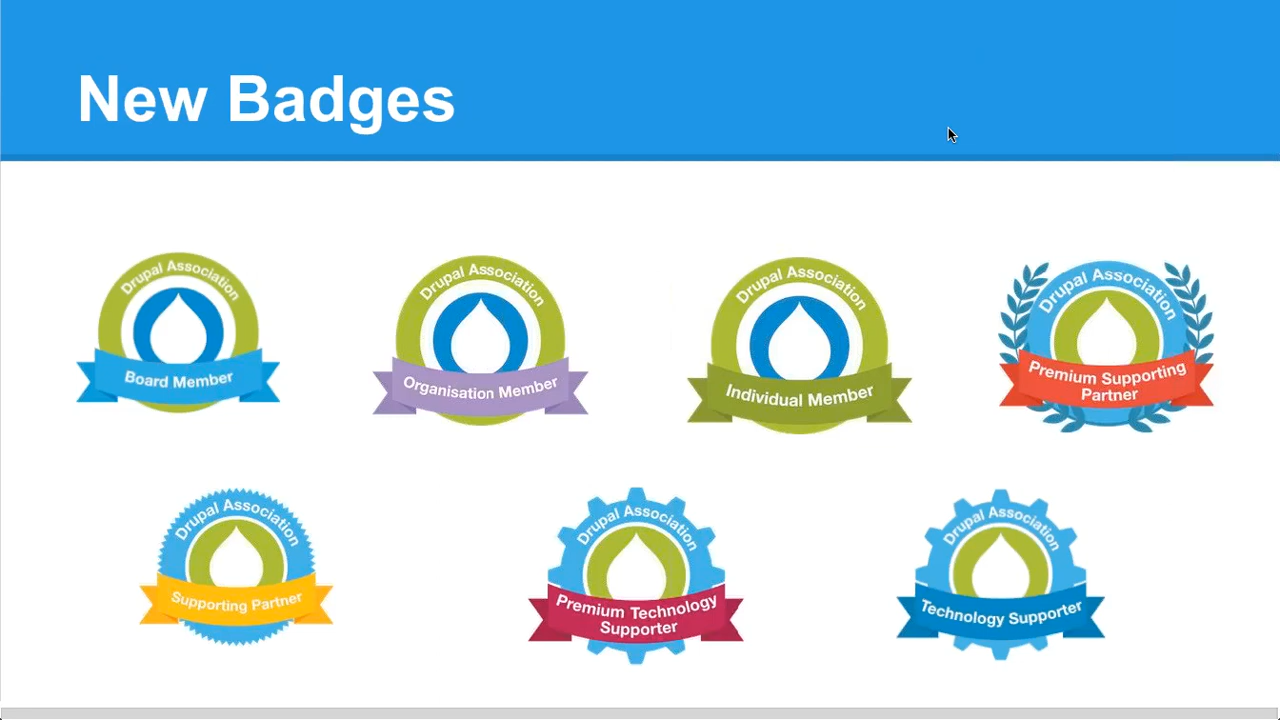 New Badges
Drupal Association
Board Member
Drupal Association
Organisation Member
Drupal Association
Individual Member
Drupal Association
Premium Supporting
Partner
Drupal Association
Supporting Partner
Drupal Association
Premium Technology
Supporter
Drupal Association
Technology Supporter